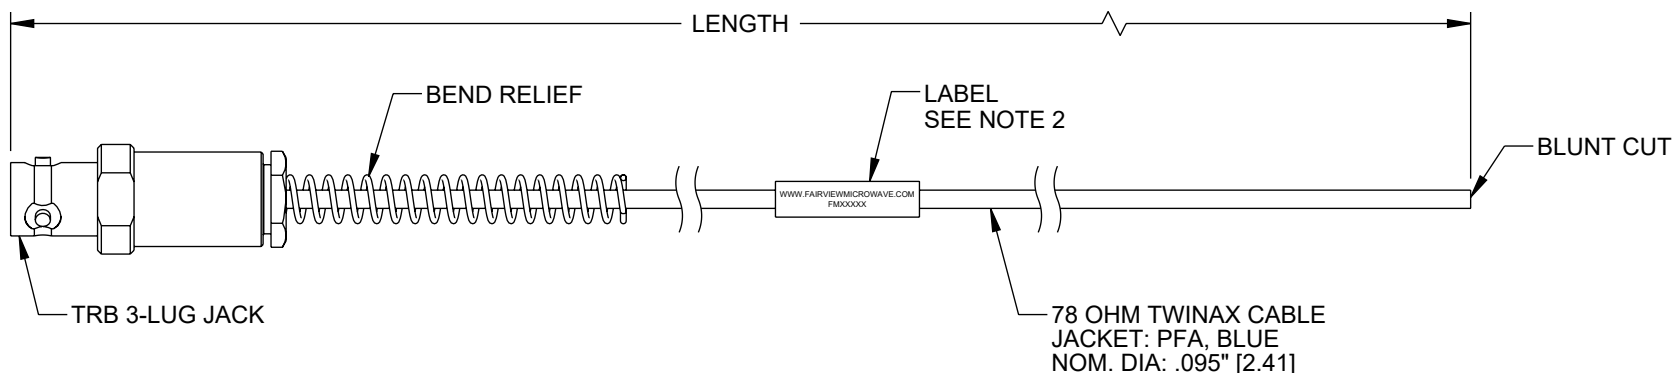 LENGTH
BEND RELIEF
LABEL
SEE NOTE 2
BLUNT CUT
WWW.FAIRVIEWMICROWAVE.COM
FMXXXXX
TRB 3-LUG JACK
78 OHM TWINAX CABLE
JACKET: PFA, BLUE
NOM. DIA: .095" [2.41]